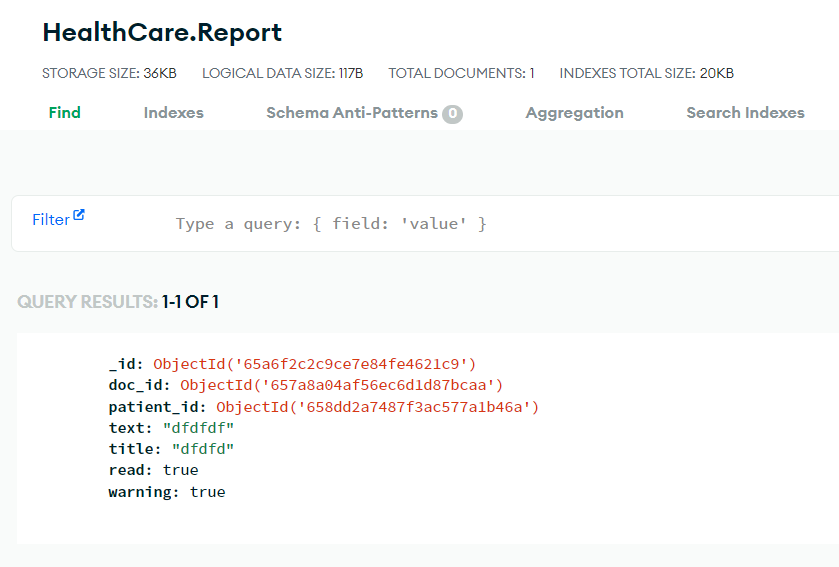 HealthCare.Report
STORAGE SIZE: 36KB LOGICAL DATA SIZE: 117B TOTAL DOCUMENTS: 1 INDEXES TOTAL SIZE: 20KB
Find Indexes Schema Anti-Patterns 0 Aggregation Search Indexes
Filter Type a query: { field: 'value' }
QUERY RESULTS: 1-1 OF 1
_id: ObjectId('65a6f2c2c9ce7e84fe4621c9')
doc_id: ObjectId('657a8a04af56ec6d1d87bcaa')
patient_id: ObjectId('658dd2a7487f3ac577a1b46a')
text: "dfdfdf"
title: "dfdfd"
read: true
warning: true